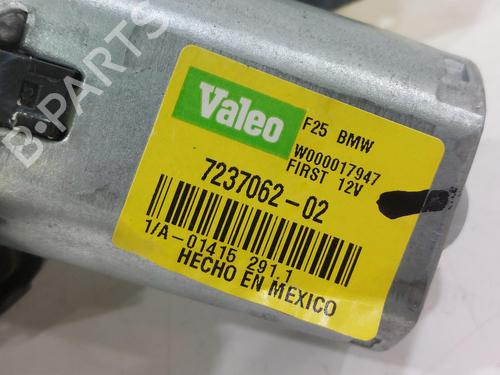 B-PARTS
Valeo
F25 BMW
W000017947
FIRST 12V
7237062-02
1/A-01415 291.1
HECHO EN MEXICO